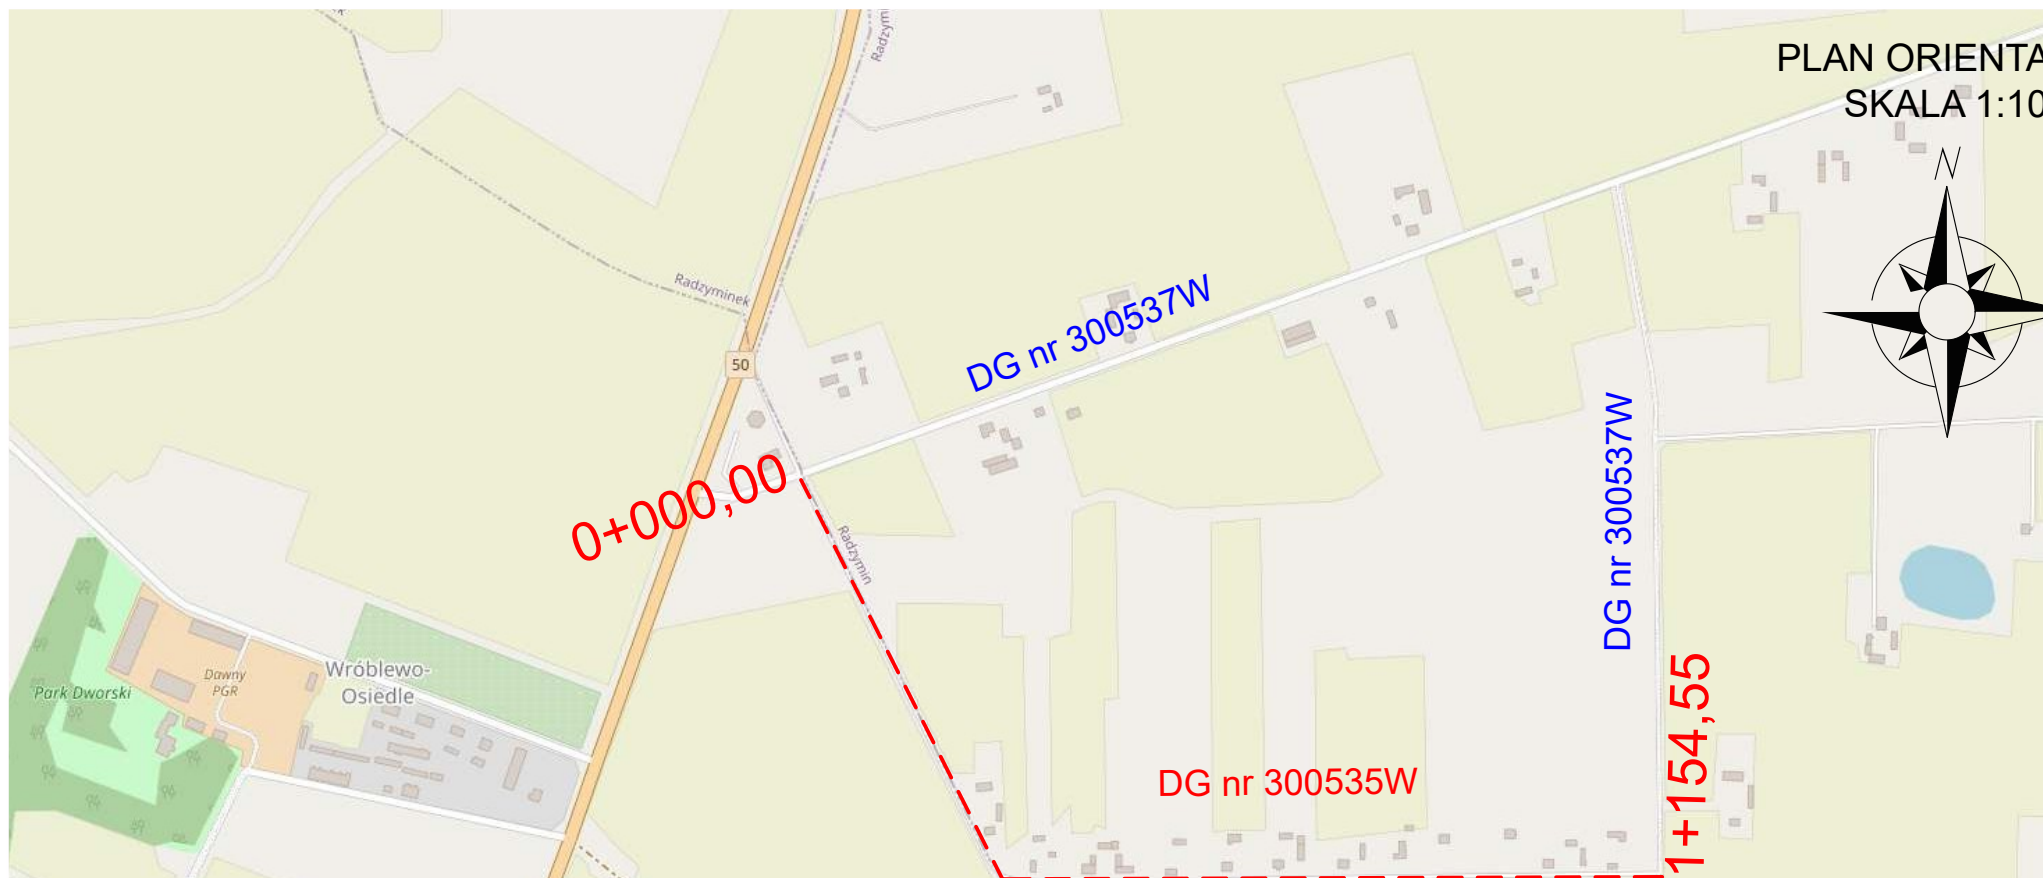 PLAN ORIENTA
SKALA 1:10
N
Radzymi
Radzyminek
50
DG nr 300537W
DG nr 300537W
0+000,00
Radzymin
Wróblewo-
Osiedle
Dawny
PGR
Park Dworski
DG nr 300535W
1+154,55